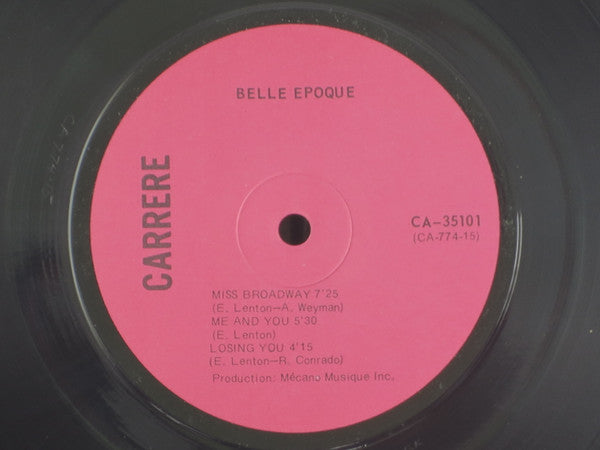 BELLE EPOQUE
CARRERE
CA-35101
(CA-774-15)
MISS BROADWAY 7'25
(E. Lenton-A. Weyman)
ME AND YOU 5'30
(E. Lenton)
LOSING YOU 4'15
(E. Lenton-R. Conrado)
Production: Mécano Musique Inc.